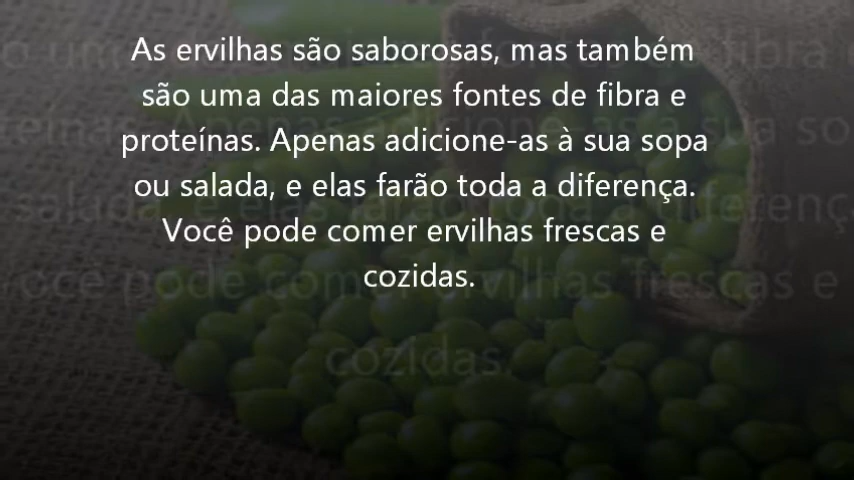 As ervilhas são saborosas, mas também
são uma das maiores fontes de fibra e
proteínas. Apenas adicione-as à sua sopa
ou salada, e elas farão toda a diferença.
Você pode comer ervilhas frescas e
cozidas.